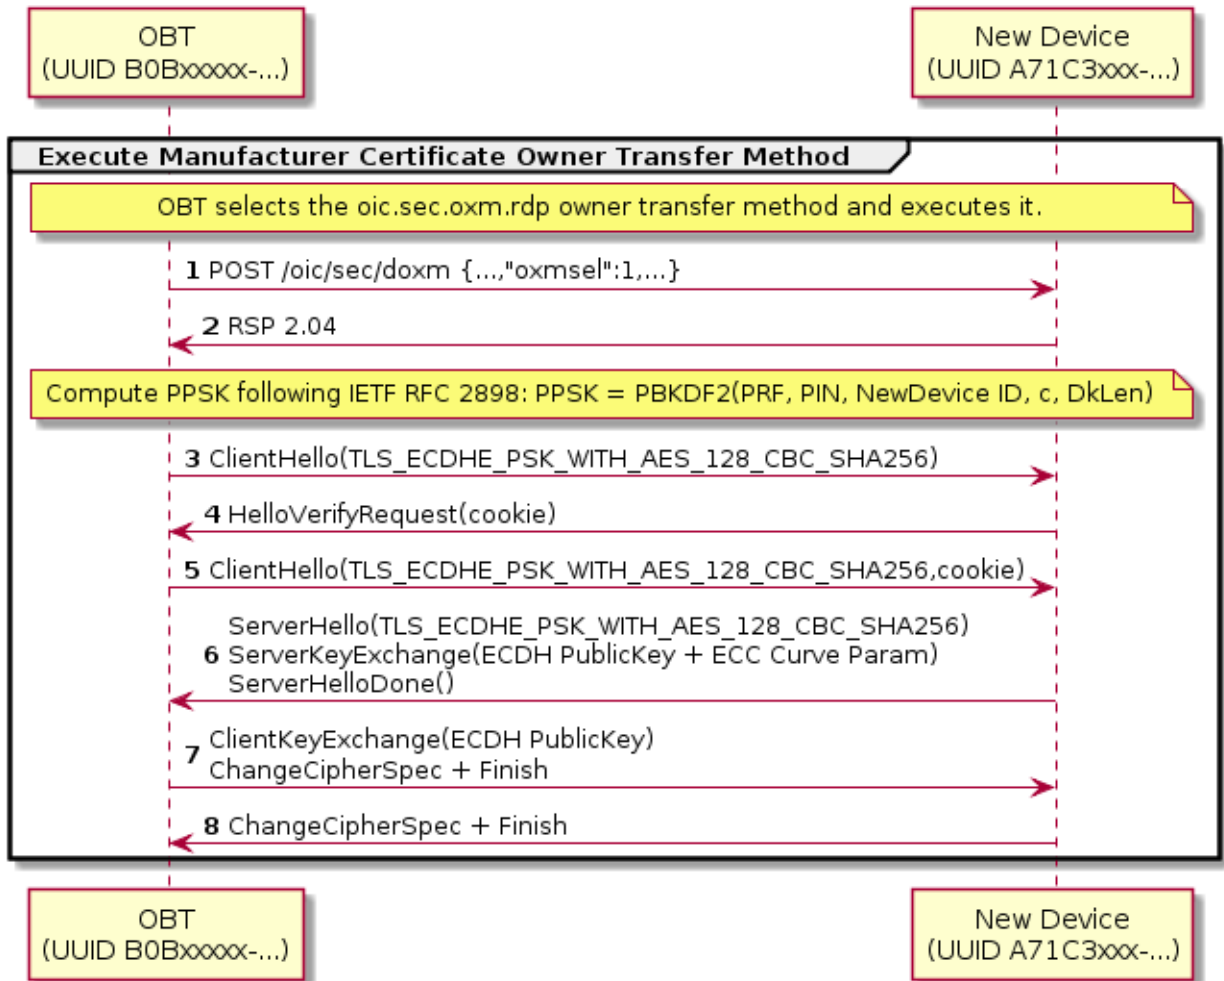 OBT
(UUID B0Bxxxxx-...)
New Device
(UUID A71C3xxx-...)
Execute Manufacturer Certificate Owner Transfer Method
OBT selects the oic.sec.oxm.rdp owner transfer method and executes it.
1 POST /oic/sec/doxm {...,"oxmsel":1,...}
2 RSP 2.04
Compute PPSK following IETF RFC 2898: PPSK = PBKDF2(PRF, PIN, NewDevice ID, c, DkLen)
3 ClientHello(TLS_ECDHE_PSK_WITH_AES_128_CBC_SHA256)
4 HelloVerifyRequest(cookie)
5 ClientHello(TLS_ECDHE_PSK_WITH_AES_128_CBC_SHA256,cookie)
ServerHello(TLS_ECDHE_PSK_WITH_AES_128_CBC_SHA256)
6 ServerKeyExchange(ECDH PublicKey + ECC Curve Param)
ServerHelloDone()
7 ClientKeyExchange(ECDH PublicKey)
ChangeCipherSpec + Finish
8 ChangeCipherSpec + Finish
OBT
(UUID B0Bxxxxx-...)
New Device
(UUID A71C3xxx-...)